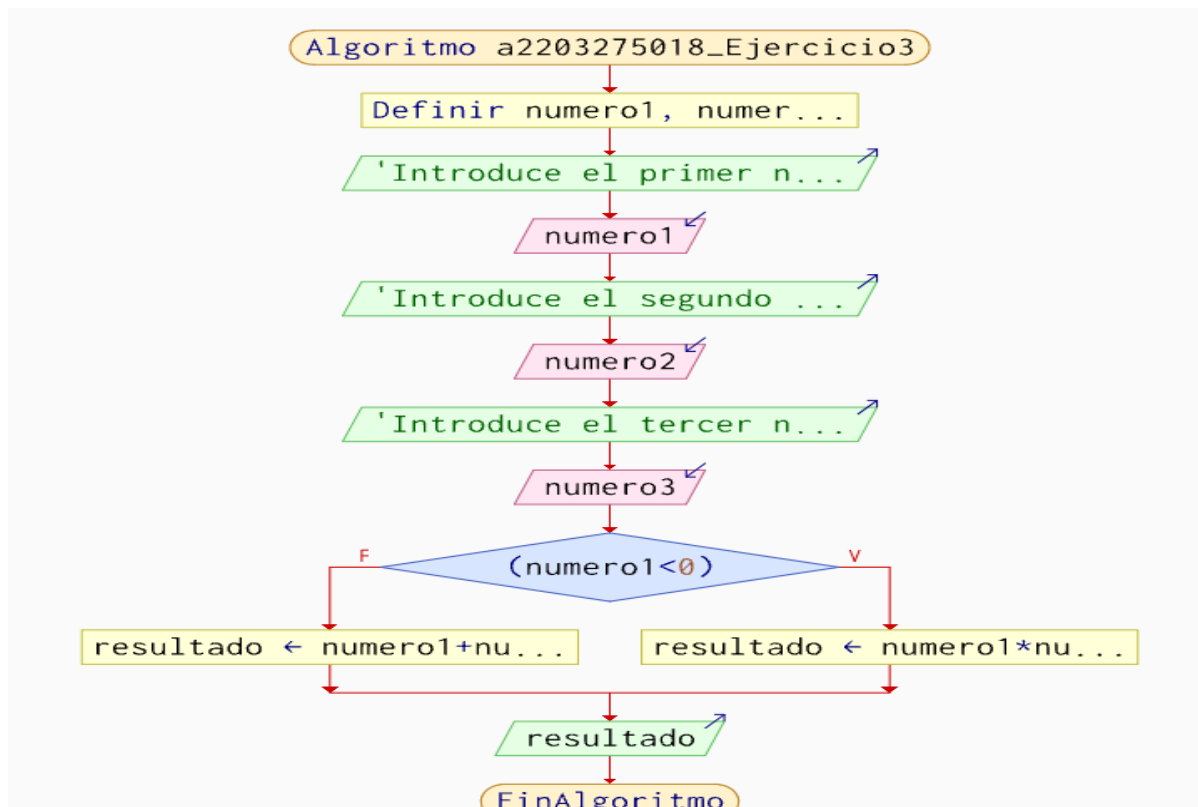 Algoritmo a2203275018_Ejercicio3
Definir numero1, numer...
'Introduce el primer n...
numero1
'Introduce el segundo ...
numero2
'Introduce el tercer n...
numero3
F
(numero1<0)
V
resultado ← numero1+nu...
resultado ← numero1*nu...
resultado
FinAlgoritmo